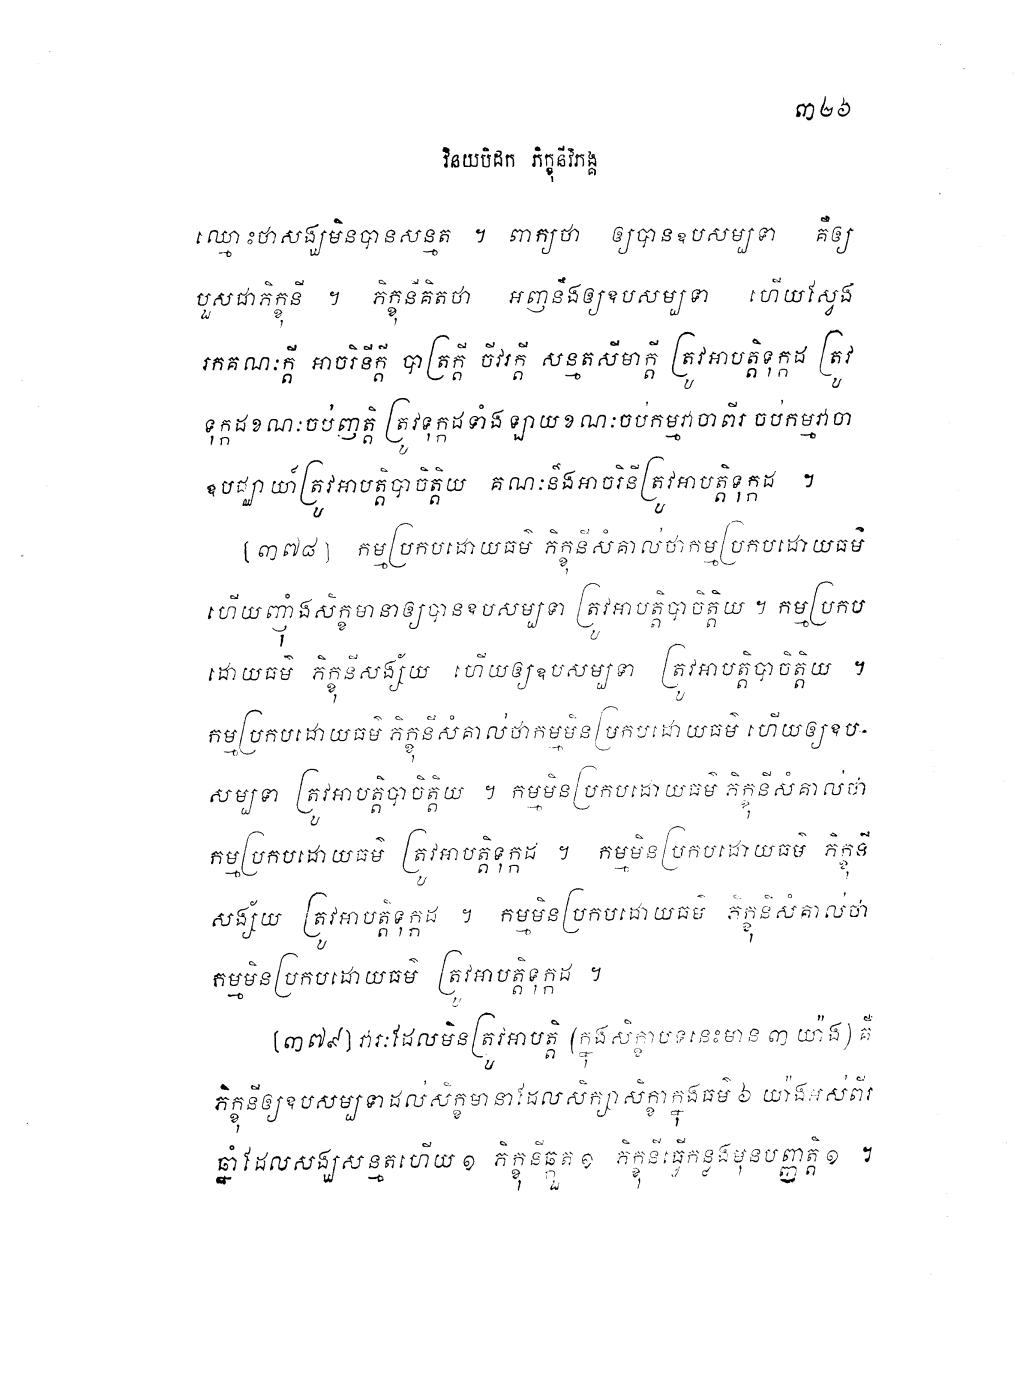 ៣២៦
វិនយបិដក ភិក្ខុនីវិភង្គ
ឈ្មោះថាសង្ឃមិនបានសន្មត ។ ពាក្យថា ឲ្យបានឧបសម្បទា គឺឲ្យ
បួសជាភិក្ខុនី ។ ភិក្ខុនីគិតថា អញនឹងឲ្យឧបសម្បទា ហើយស្វែង
រកគណៈក្តី អាចរិនីក្តី បាត្រក្តី ចីវរក្តី សន្មតសីមាក្តី ត្រូវអាបត្តិទុក្កដ ត្រូវ
ទុក្កដខណៈចប់ញត្តិ ត្រូវទុក្កដទាំងឡាយខណៈចប់កម្មវាចាពីរ ចប់កម្មវាចា
ឧបជ្ឈាយ៍ាត្រូវអាបត្តិបាចិត្តិយ គណៈនឹងអាចរិនីត្រូវអាបត្តិទុក្កដ ។
[៣៧៨] កម្មប្រកបដោយធម៌ ភិក្ខុនីសំគាល់ថាកម្មប្រកបដោយធម៌
ហើយញុំាងសិក្ខមានាឲ្យបានឧបសម្បទា ត្រូវអាបត្តិបាចិត្តិយ ។ កម្មប្រកប
ដោយធម៌ ភិក្ខុនីសង្ស័យ ហើយឲ្យឧបសម្បទា ត្រូវអាបត្តិបាចិត្តិយ ។
កម្មប្រកបដោយធម៌ ភិក្ខុនីសំគាល់ថាកម្មមិនប្រកបដោយធម៌ ហើយឲ្យឧប-
សម្បទា ត្រូវអាបត្តិបាចិត្តិយ ។ កម្មមិនប្រកបដោយធម៌ ភិក្ខុនីសំគាល់ថា
កម្មប្រកបដោយធម៌ ត្រូវអាបត្តិទុក្កដ ។ កម្មមិនប្រកបដោយធម៌ ភិក្ខុនី
សង្ស័យ ត្រូវអាបត្តិទុក្កដ ។ កម្មមិនប្រកបដោយធម៌ ភិក្ខុនីសំគាល់ថា
កម្មមិនប្រកបដោយធម៌ ត្រូវអាបត្តិទុក្កដ ។
[៣៧៩] វារៈដែលមិនត្រូវអាបត្តិ (ក្នុងសិក្ខាបទនេះមាន ៣ យ៉ាង) គឺ
ភិក្ខុនីឲ្យឧបសម្បទាដល់សិក្ខមានាដែលសិក្សាសិក្ខាក្នុងធម៌ ៦ យ៉ាងអស់ពីរ
ឆ្នាំដែលសង្ឃសន្មតហើយ ១ ភិក្ខុនីឆ្កួត ១ ភិក្ខុនីធ្វើកន្លងមុនបញ្ញត្តិ ១ ។